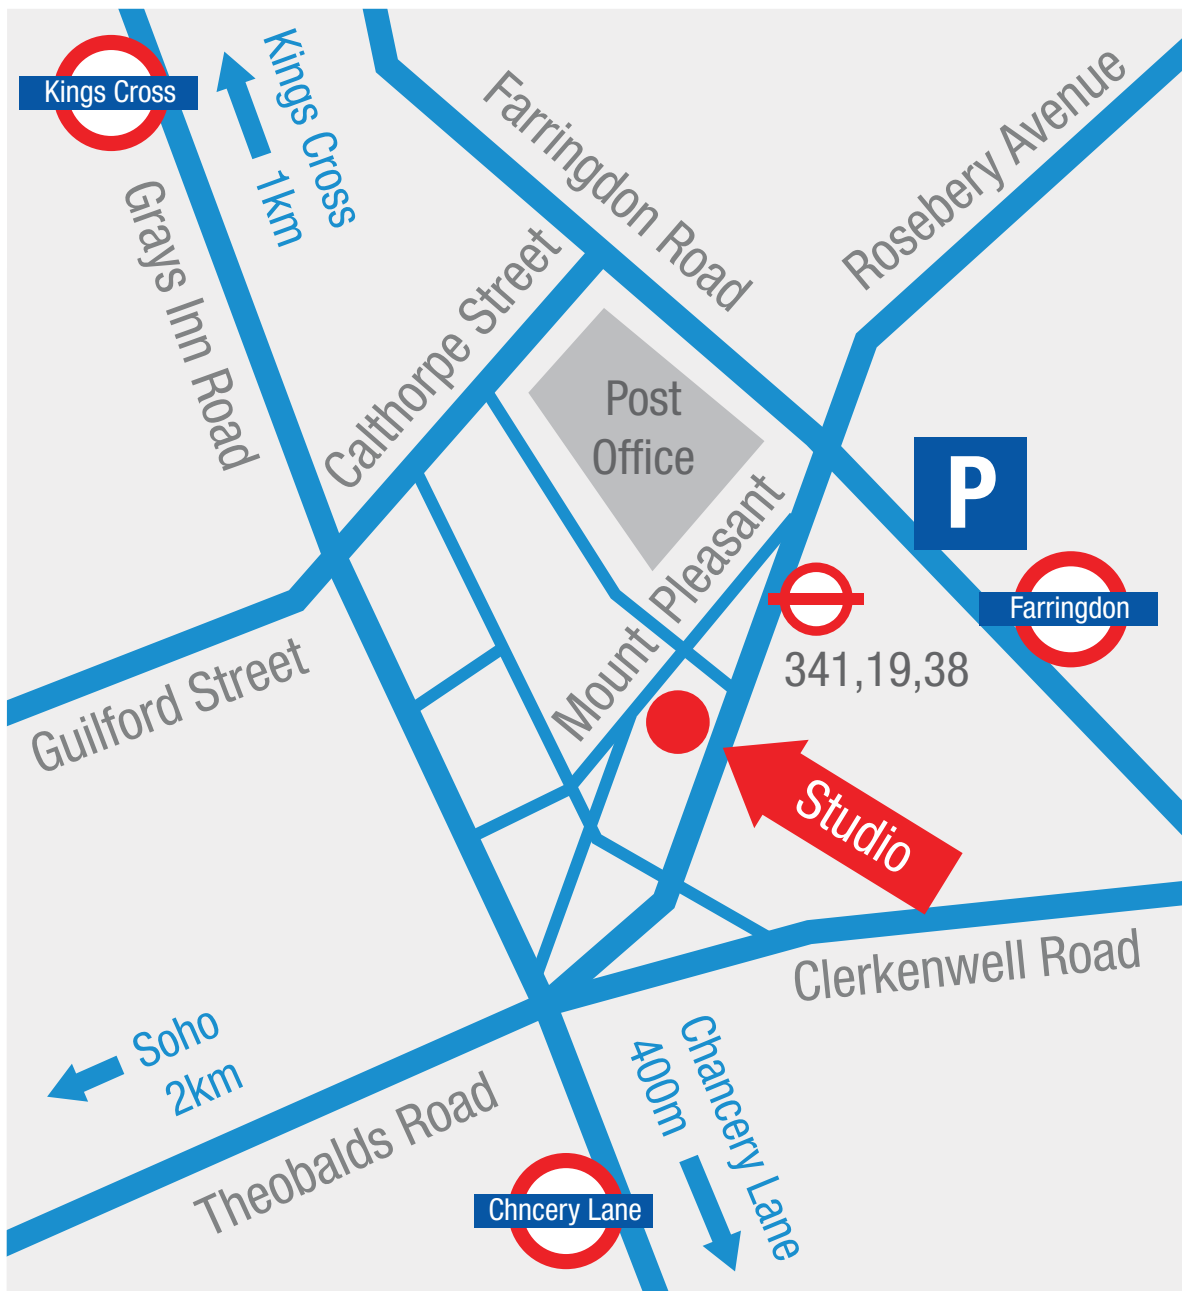 Kings Cross
Kings Cross
1km
Farringdon Road
Rosebery Avenue
Grays Inn Road
Calthorpe Street
Post
Office
P
Mount Pleasant
Farringdon
341,19,38
Guilford Street
Studio
Clerkenwell Road
Soho
2km
Chancery Lane
400m
Theobalds Road
Chncery Lane